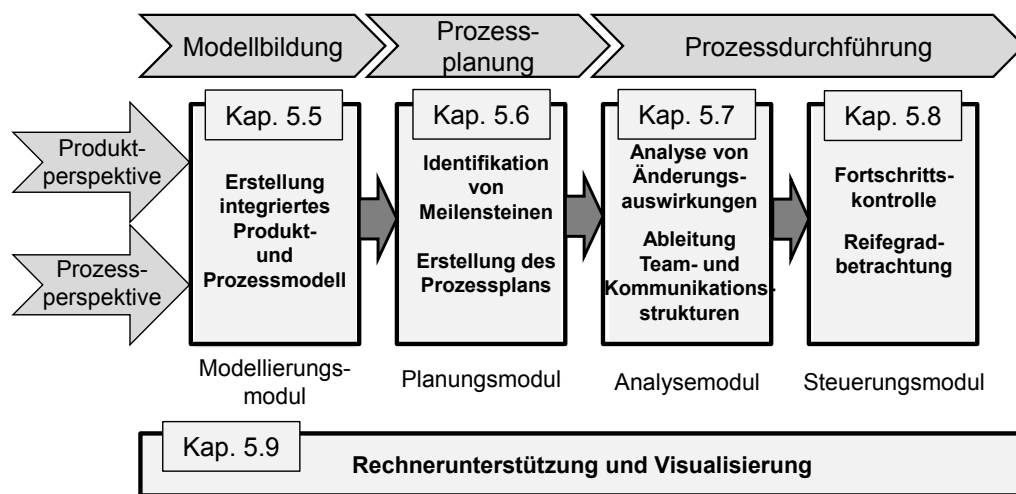 Modellbildung
Prozess-
planung
Prozessdurchführung
Produkt-
perspektive
Prozess-
perspektive
Kap. 5.5
Erstellung
integriertes
Produkt-
und
Prozessmodell
Modellierungs-
modul
Kap. 5.6
Identifikation
von
Meilensteinen
Erstellung des
Prozessplans
Planungsmodul
Kap. 5.7
Analyse von
Änderungs-
auswirkungen
Ableitung
Team- und
Kommunikations-
strukturen
Analysemodul
Kap. 5.8
Fortschritts-
kontrolle
Reifegrad-
betrachtung
Steuerungsmodul
Kap. 5.9
Rechnerunterstützung und Visualisierung